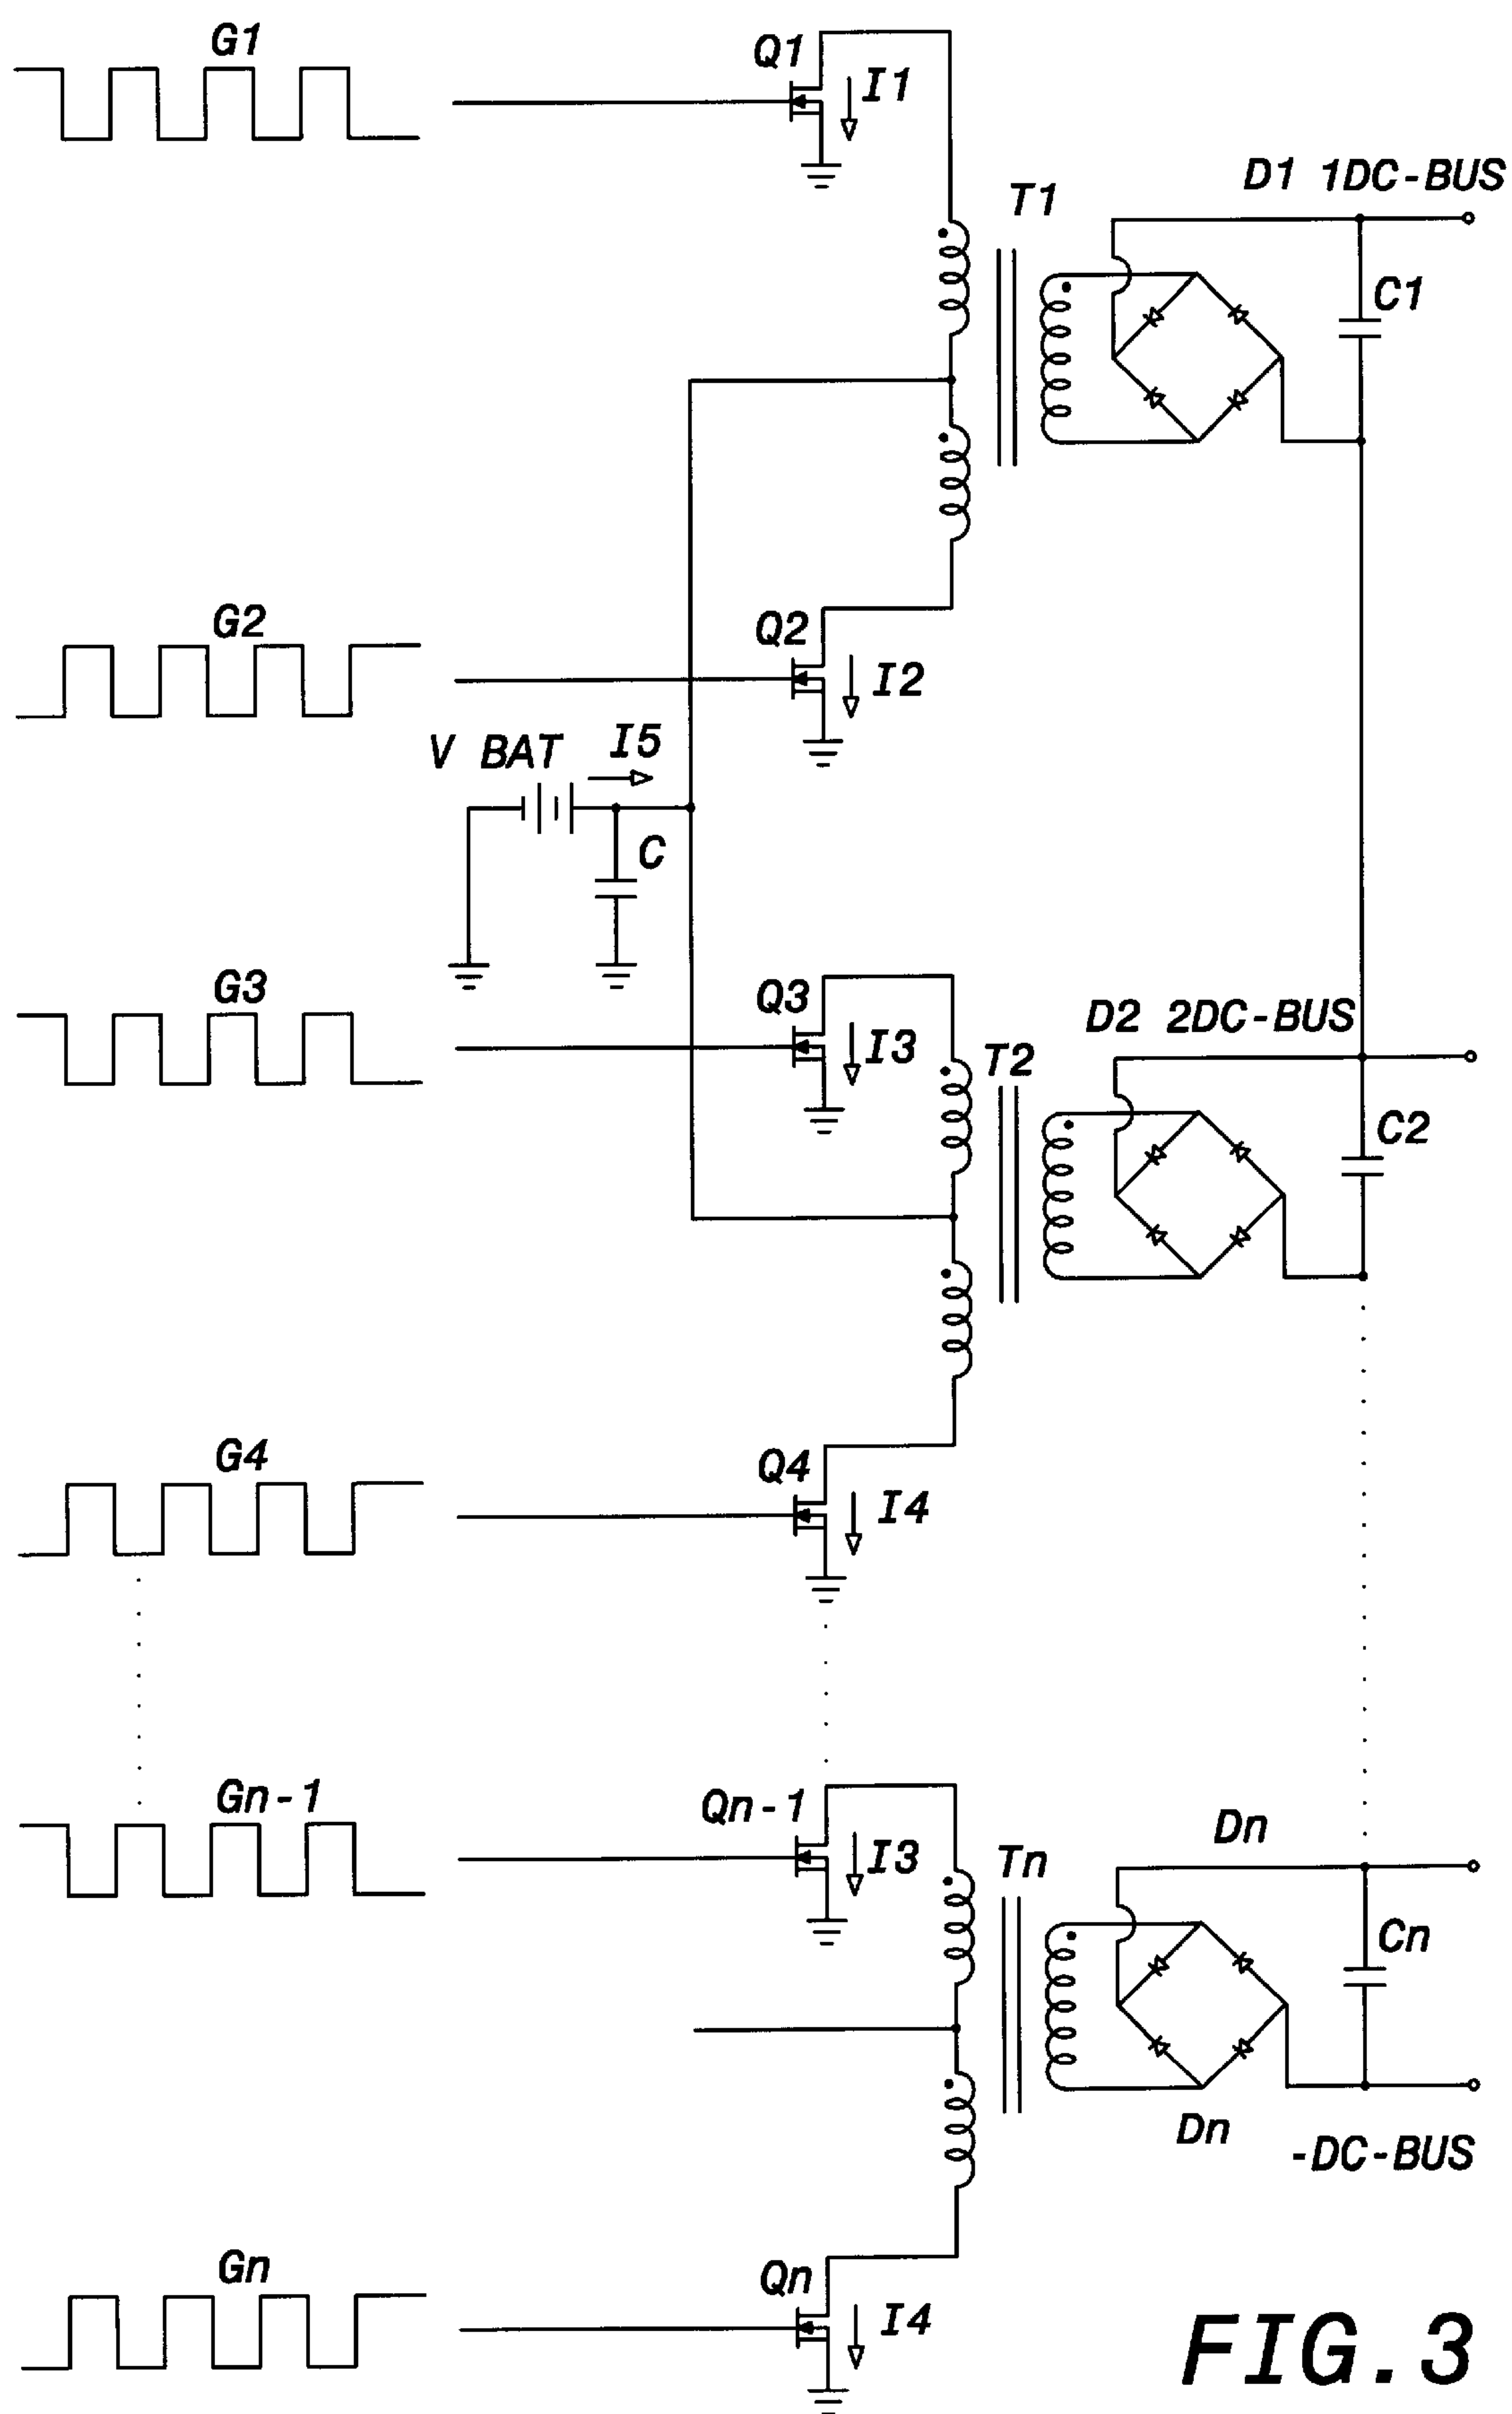 G1
Q1
I1
D1 1DC-BUS
T1
C1
G2
Q2
I2
V BAT
I5
C
G3
Q3
I3
D2 2DC-BUS
T2
C2
G4
Q4
I4
Gn-1
Qn-1
I3
Tn
Dn
Cn
Dn
-DC-BUS
Gn
Qn
I4
FIG.3